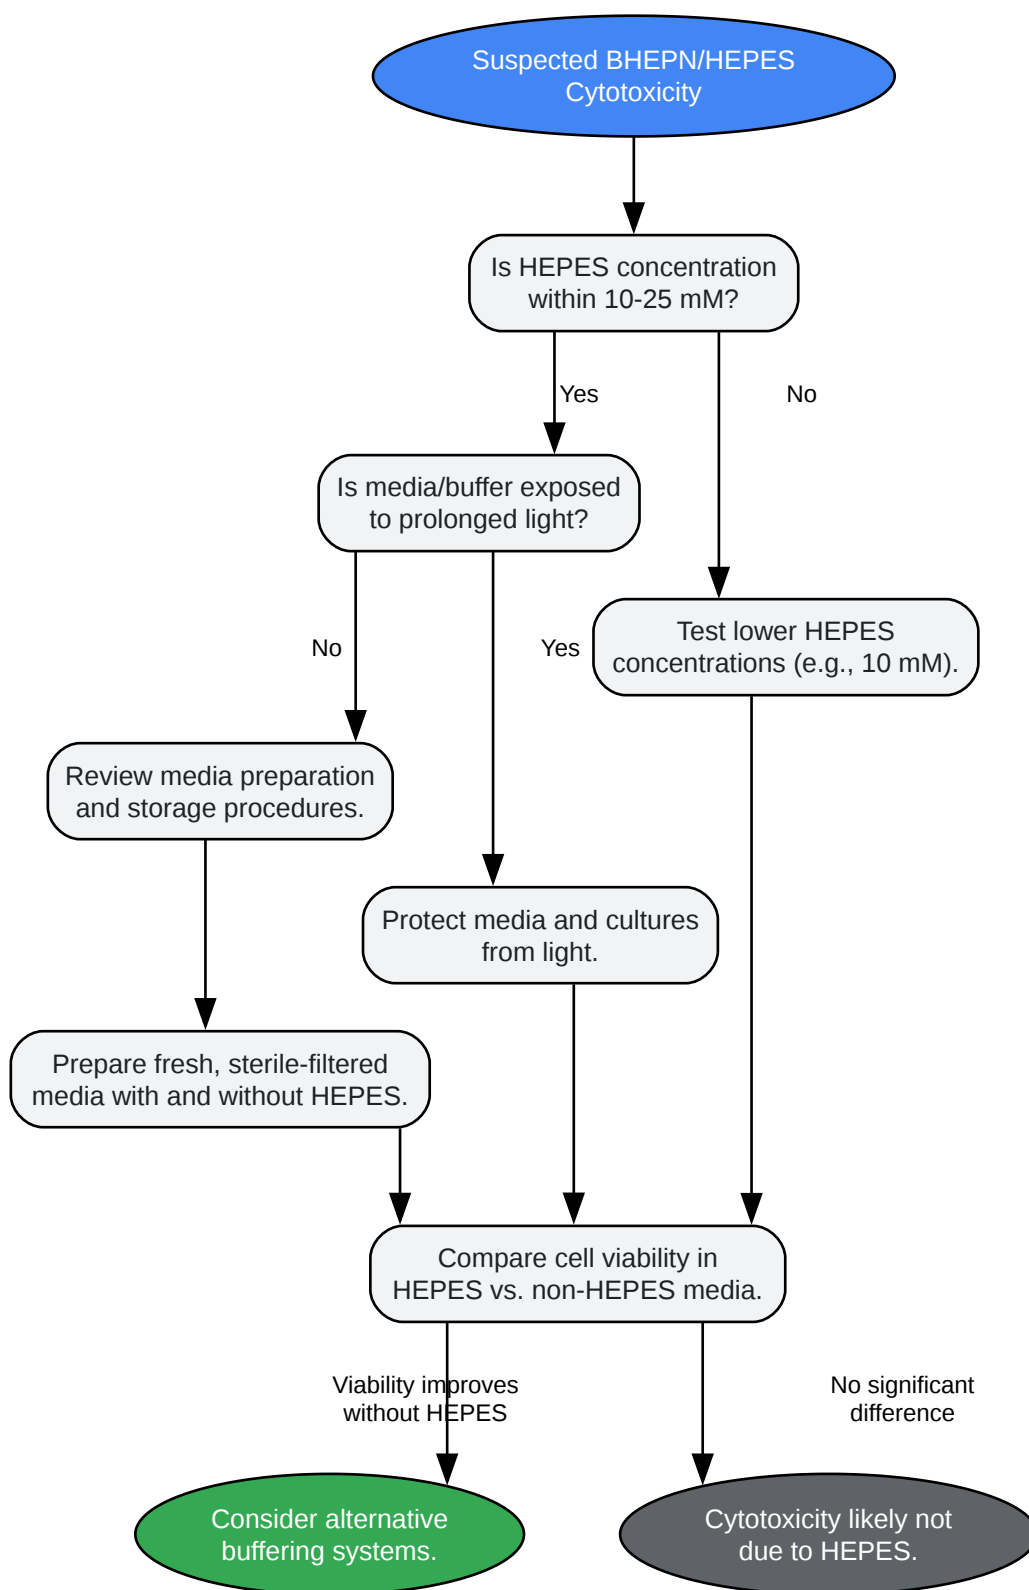 Suspected BHEPN/HEPES
Cytotoxicity
Is HEPES concentration
within 10-25 mM?
Yes
No
Is media/buffer exposed
to prolonged light?
No
Yes
Test lower HEPES
concentrations (e.g., 10 mM).
Review media preparation
and storage procedures.
Protect media and cultures
from light.
Prepare fresh, sterile-filtered
media with and without HEPES.
Compare cell viability in
HEPES vs. non-HEPES media.
Viability improves
without HEPES
No significant
difference
Consider alternative
buffering systems.
Cytotoxicity likely not
due to HEPES.